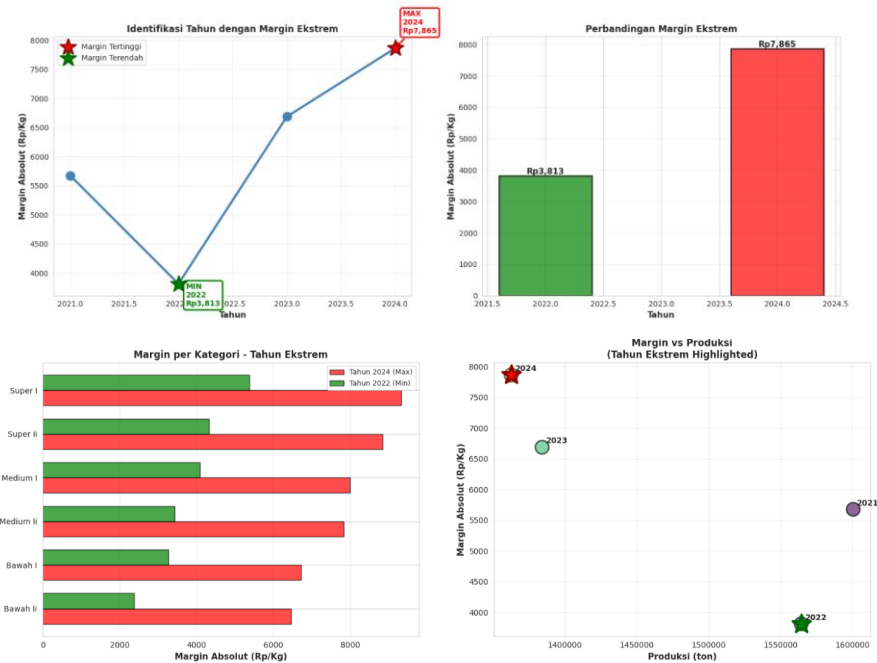 Identifikasi Tahun dengan Margin Ekstrem
MAX
2024
Rp7,865
Margin Tertinggi
Margin Terendah
8000
7500
7000
6500
6000
5500
5000
4500
4000
Margin Absolut (Rp/Kg)
MIN
2022
Rp3,813
2021.0 2021.5 2022.5 2023.0 2023.5 2024.0
Tahun
Perbandingan Margin Ekstrem
8000
7000
6000
5000
4000
3000
2000
1000
0
Margin Absolut (Rp/Kg)
Rp3,813
Rp7,865
2021.5 2022.0 2022.5 2023.0 2023.5 2024.0 2024.5
Tahun
Margin per Kategori - Tahun Ekstrem
Tahun 2024 (Max)
Tahun 2022 (Min)
Super I
Super Ii
Medium I
Medium Ii
Bawah I
Bawah Ii
0 2000 4000 6000 8000
Margin Absolut (Rp/Kg)
Margin vs Produksi
(Tahun Ekstrem Highlighted)
8000
7500
7000
6500
6000
5500
5000
4500
4000
Margin Absolut (Rp/Kg)
2024
2023
2021
2022
1400000 1450000 1500000 1550000 1600000
Produksi (ton)